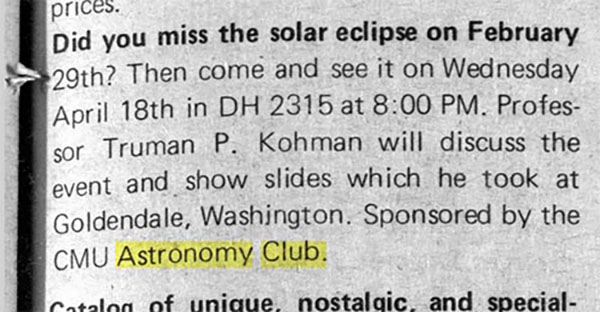 prices.
Did you miss the solar eclipse on February
29th? Then come and see it on Wednesday
April 18th in DH 2315 at 8:00 PM. Profes-
sor Truman P. Kohman will discuss the
event and show slides which he took at
Goldendale, Washington. Sponsored by the
CMU Astronomy Club.
Catalog of unique, nostalgic, and special-